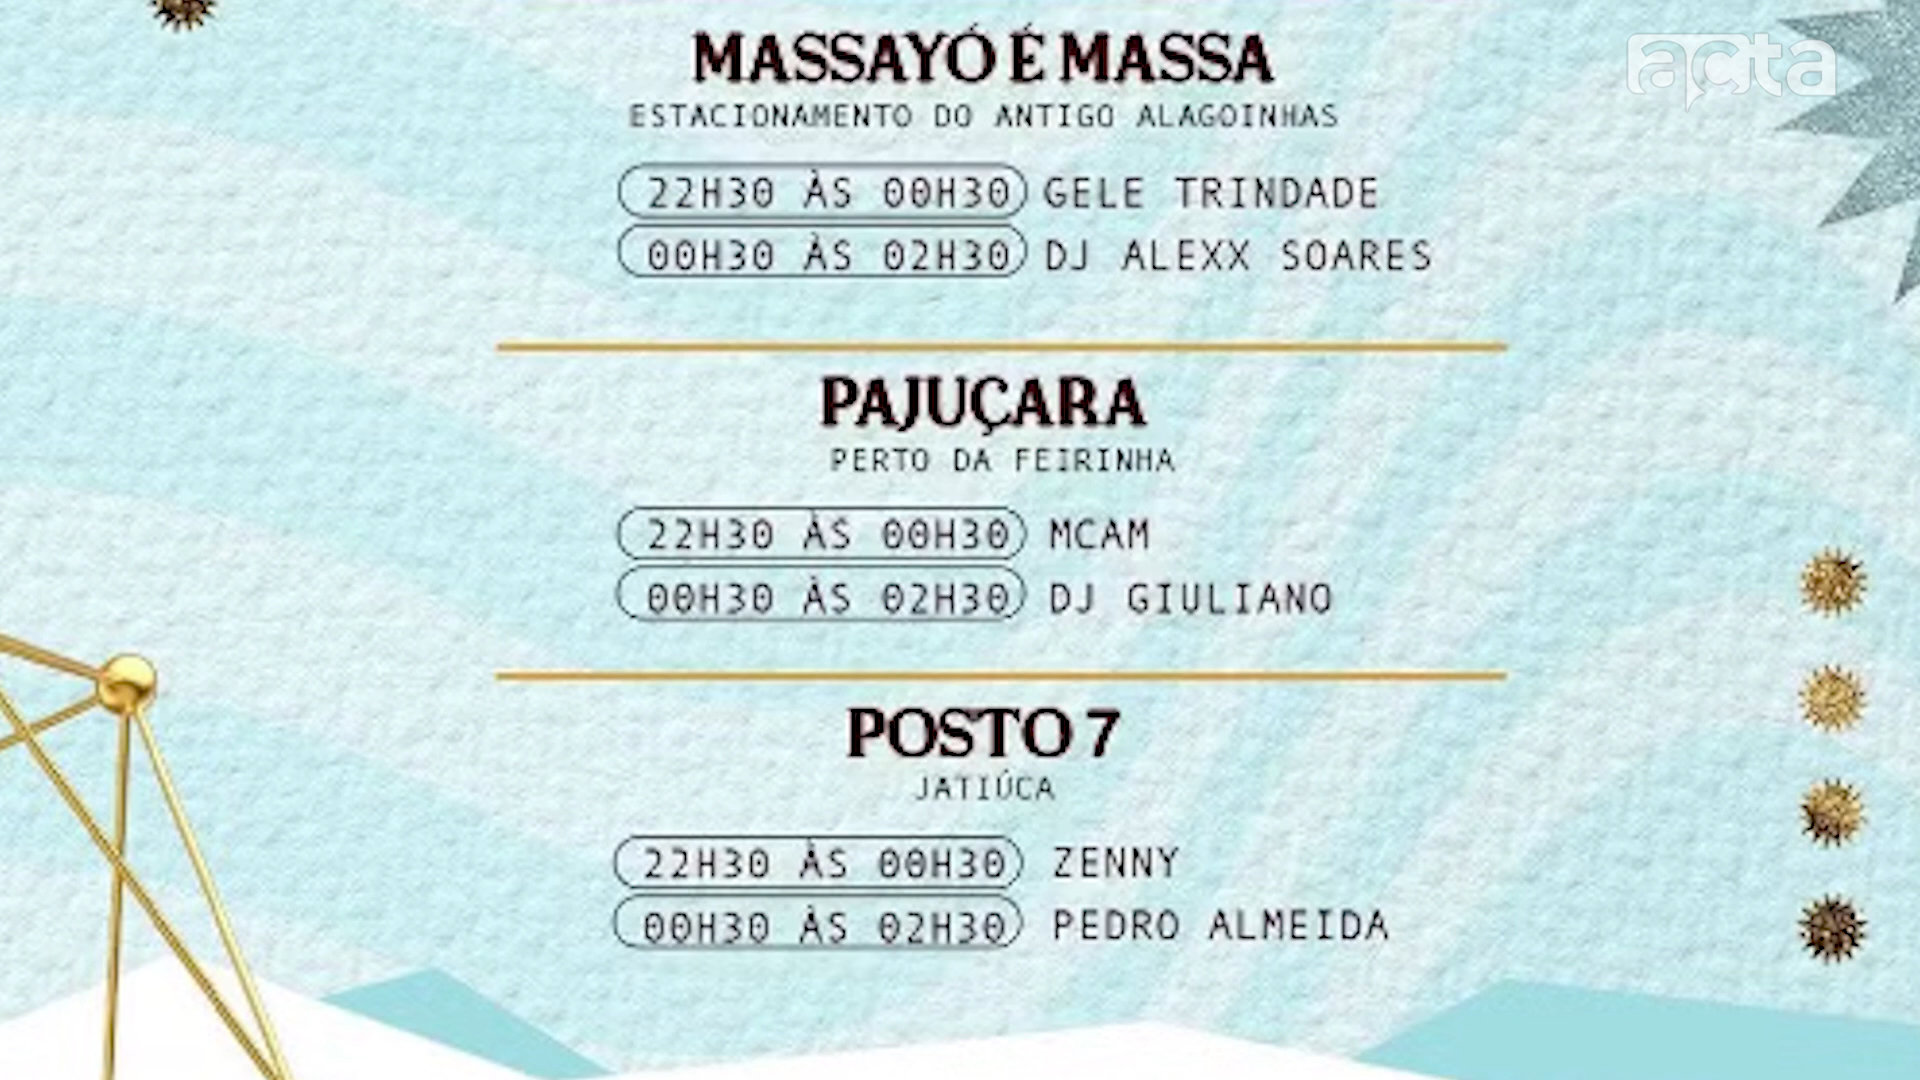 acta
MASSAYÓ É MASSA
ESTACIONAMENTO DO ANTIGO ALAGOINHAS
22H30 ÀS 00H30 GELE TRINDADE
00H30 ÀS 02H30 DJ ALEXX SOARES
PAJUÇARA
PERTO DA FEIRINHA
22H30 ÀS 00H30 MCAM
00H30 ÀS 02H30 DJ GIULIANO
POSTO 7
JATIÚCA
22H30 ÀS 00H30 ZENNY
00H30 ÀS 02H30 PEDRO ALMEIDA